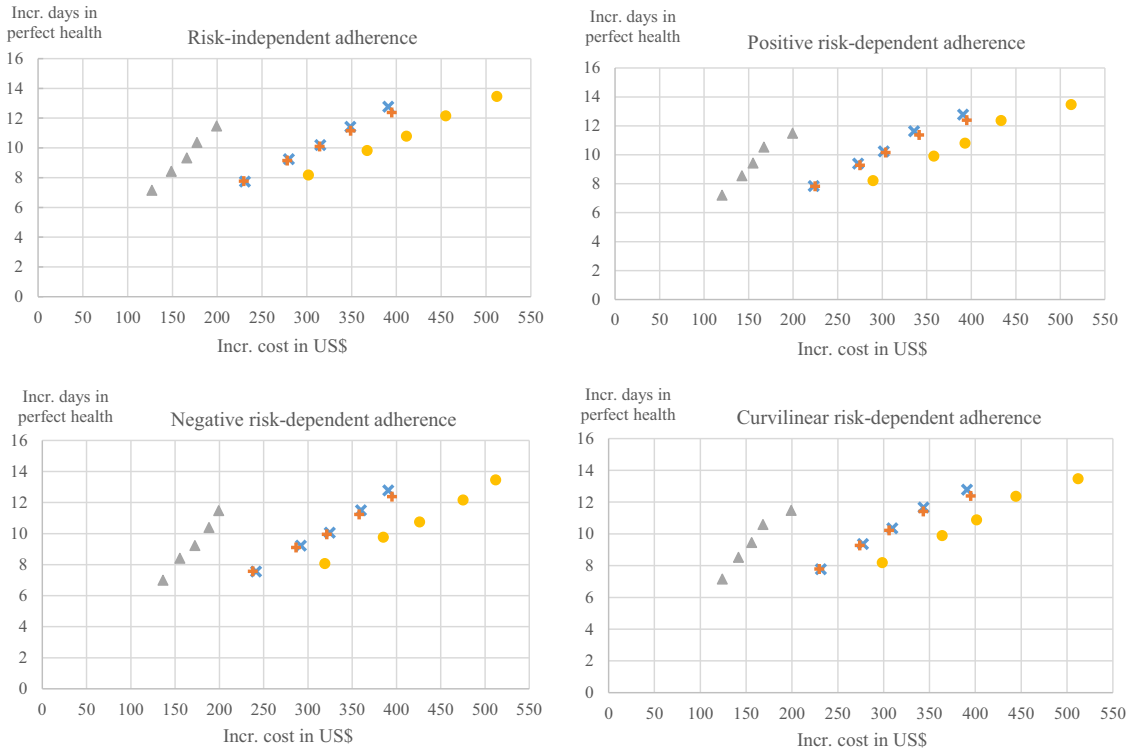 Incr. days in
perfect health
Risk-independent adherence
16
14
12
10
8
6
4
2
0
0 50 100 150 200 250 300 350 400 450 500 550
Incr. cost in US$
Incr. days in
perfect health
Positive risk-dependent adherence
16
14
12
10
8
6
4
2
0
0 50 100 150 200 250 300 350 400 450 500 550
Incr. cost in US$
Incr. days in
perfect health
Negative risk-dependent adherence
16
14
12
10
8
6
4
2
0
0 50 100 150 200 250 300 350 400 450 500 550
Incr. cost in US$
Incr. days in
perfect health
Curvilinear risk-dependent adherence
16
14
12
10
8
6
4
2
0
0 50 100 150 200 250 300 350 400 450 500 550
Incr. cost in US$